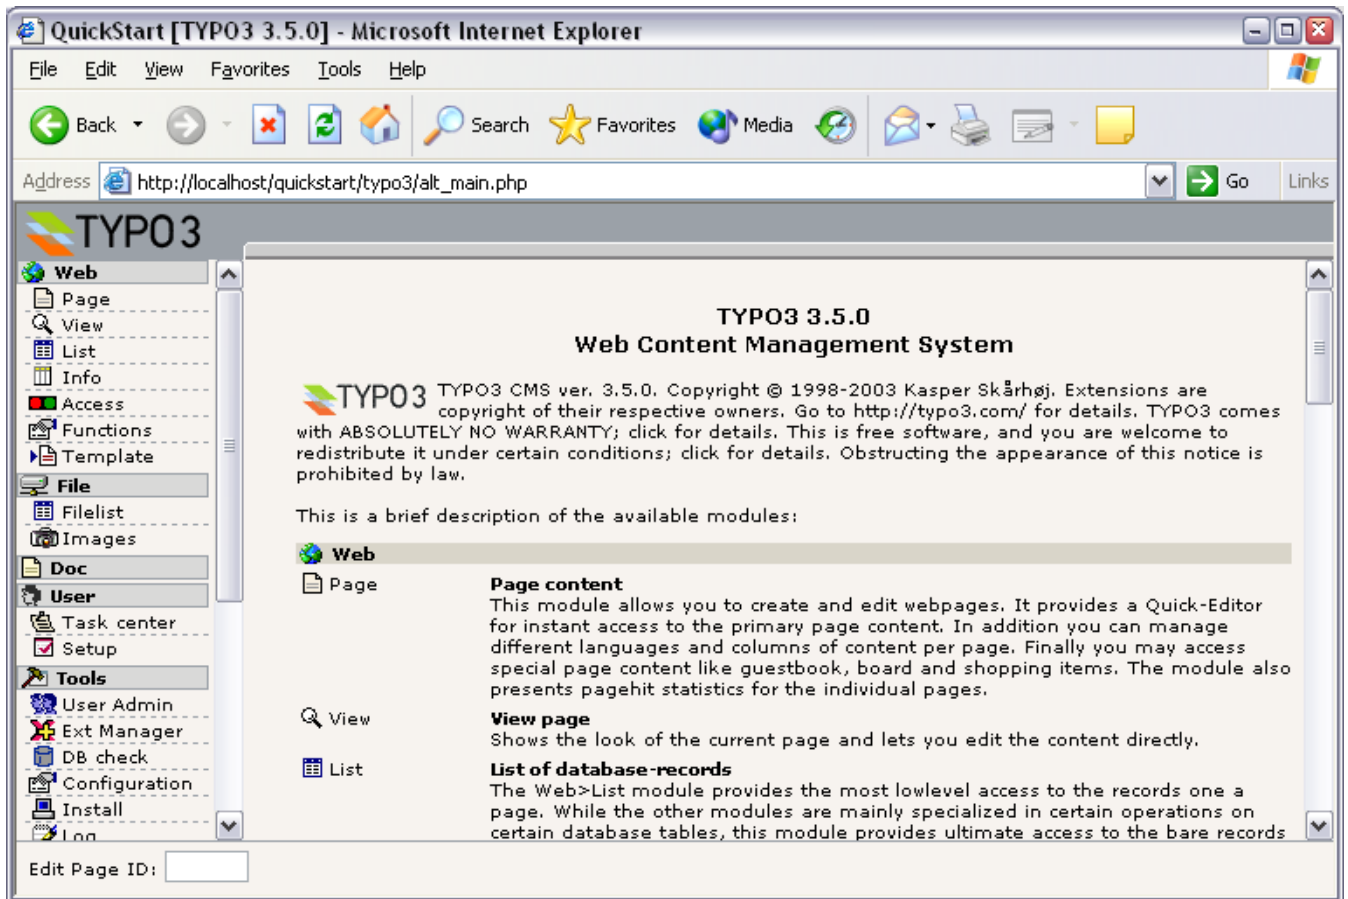 QuickStart [TYPO3 3.5.0] - Microsoft Internet Explorer
File Edit View Favorites Tools Help
Back Search Favorites Media
Address http://localhost/quickstart/typo3/alt_main.php Go Links
TYPO3
Web
Page
View
List
Info
Access
Functions
Template
File
Filelist
Images
Doc
User
Task center
Setup
Tools
User Admin
Ext Manager
DB check
Configuration
Install
Log
TYPO3 3.5.0
Web Content Management System
TYPO3 TYPO3 CMS ver. 3.5.0. Copyright © 1998-2003 Kasper Skårhøj. Extensions are
copyright of their respective owners. Go to http://typo3.com/ for details. TYPO3 comes
with ABSOLUTELY NO WARRANTY; click for details. This is free software, and you are welcome to
redistribute it under certain conditions; click for details. Obstructing the appearance of this notice is
prohibited by law.
This is a brief description of the available modules:
Web
Page Page content
This module allows you to create and edit webpages. It provides a Quick-Editor
for instant access to the primary page content. In addition you can manage
different languages and columns of content per page. Finally you may access
special page content like guestbook, board and shopping items. The module also
presents pagehit statistics for the individual pages.
View View page
Shows the look of the current page and lets you edit the content directly.
List List of database-records
The Web>List module provides the most lowlevel access to the records one a
page. While the other modules are mainly specialized in certain operations on
certain database tables, this module provides ultimate access to the bare records
Edit Page ID: